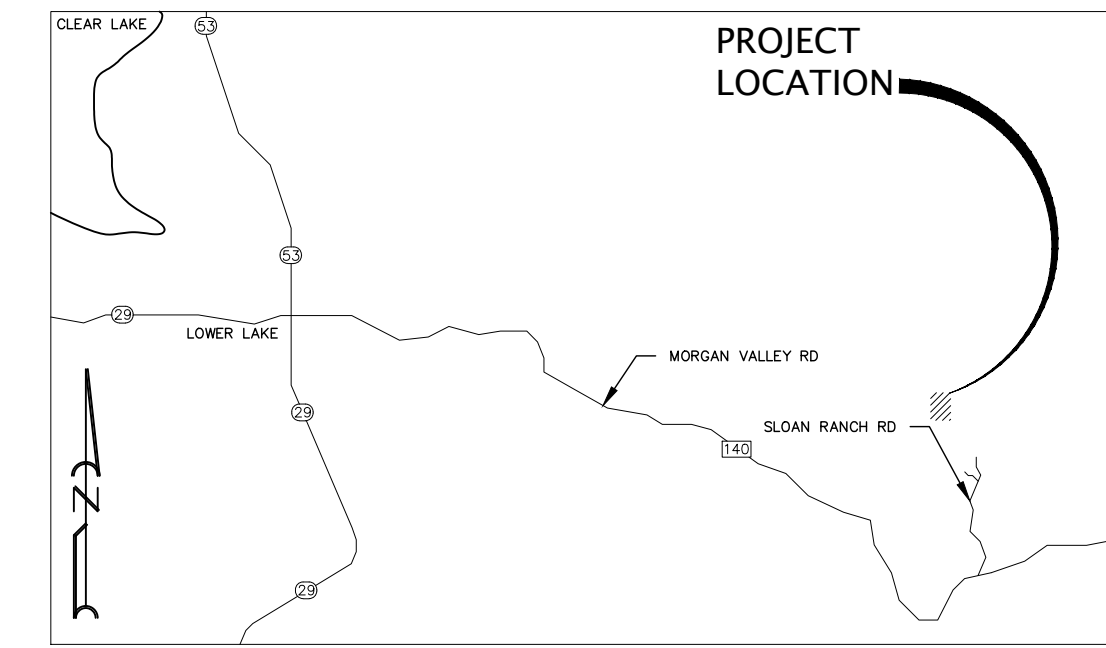 CLEAR LAKE
53
PROJECT
LOCATION
53
29
LOWER LAKE
MORGAN VALLEY RD
29
SLOAN RANCH RD
140
N
29